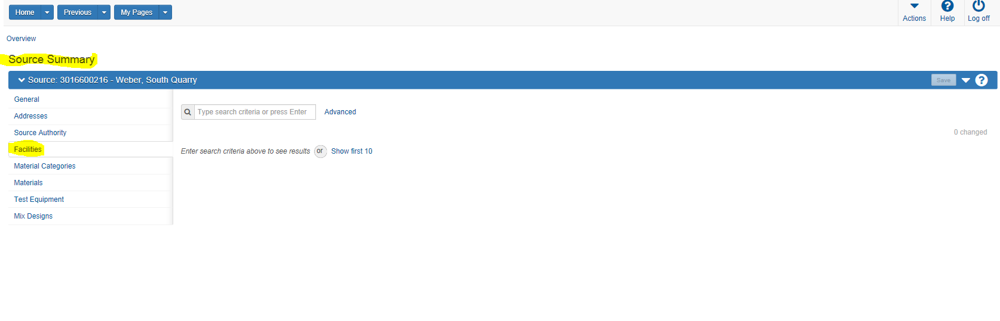 Home Previous My Pages Actions Help Log off
Overview
Source Summary
Source: 3016600216 - Weber, South Quarry Save ?
General
Addresses
Source Authority
Facilities
Material Categories
Materials
Test Equipment
Mix Designs
Type search criteria or press Enter Advanced
0 changed
Enter search criteria above to see results or Show first 10